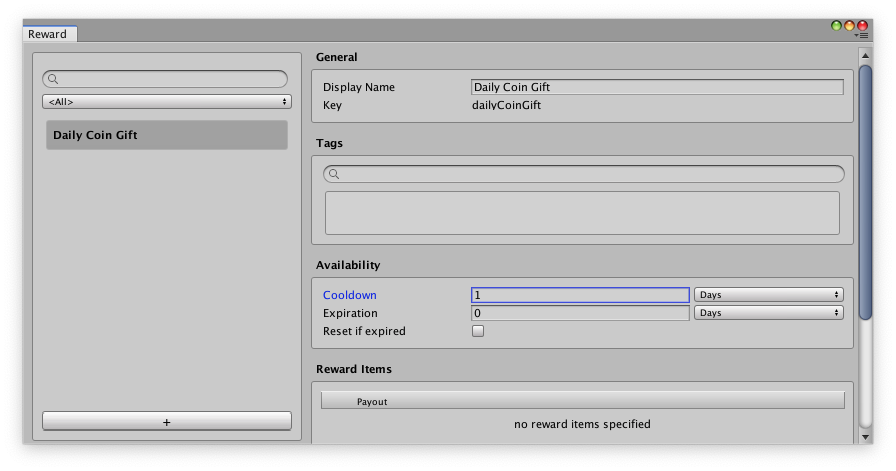 Reward
<All>
Daily Coin Gift
+
General
Display Name Daily Coin Gift
Key dailyCoinGift
Tags
Availability
Cooldown 1 Days
Expiration 0 Days
Reset if expired
Reward Items
Payout
no reward items specified